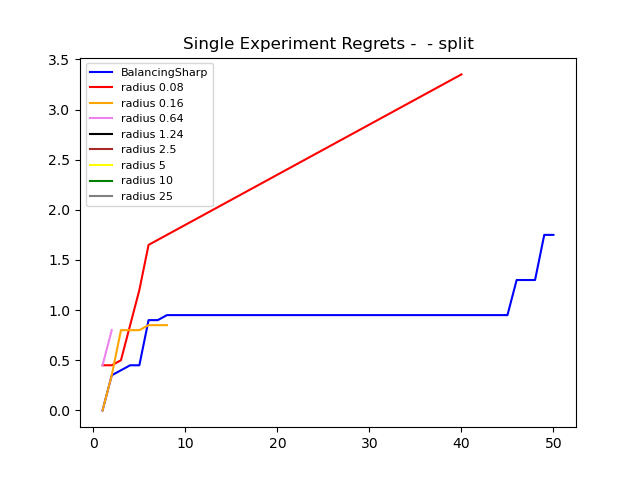 Single Experiment Regrets -  - split
3.5
3.0
2.5
2.0
1.5
1.0
0.5
0.0
BalancingSharp
radius 0.08
radius 0.16
radius 0.64
radius 1.24
radius 2.5
radius 5
radius 10
radius 25
0 10 20 30 40 50